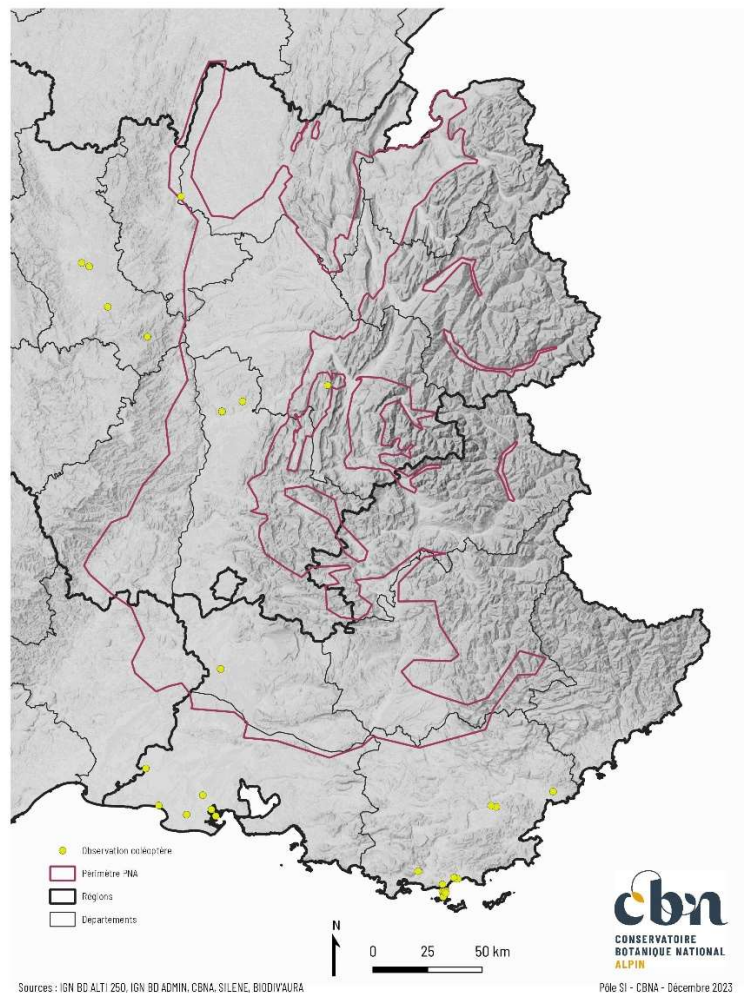 Observation coléoptère
Périmètre PNA
Régions
Départements
N
0 25 50 km
cbn
CONSERVATOIRE
BOTANIQUE NATIONAL
ALPIN
Sources : IGN BD ALTI 250, IGN BD ADMIN, CBNA, SILENE, BIODIV'AURA
Pôle SI - CBNA - Décembre 2023